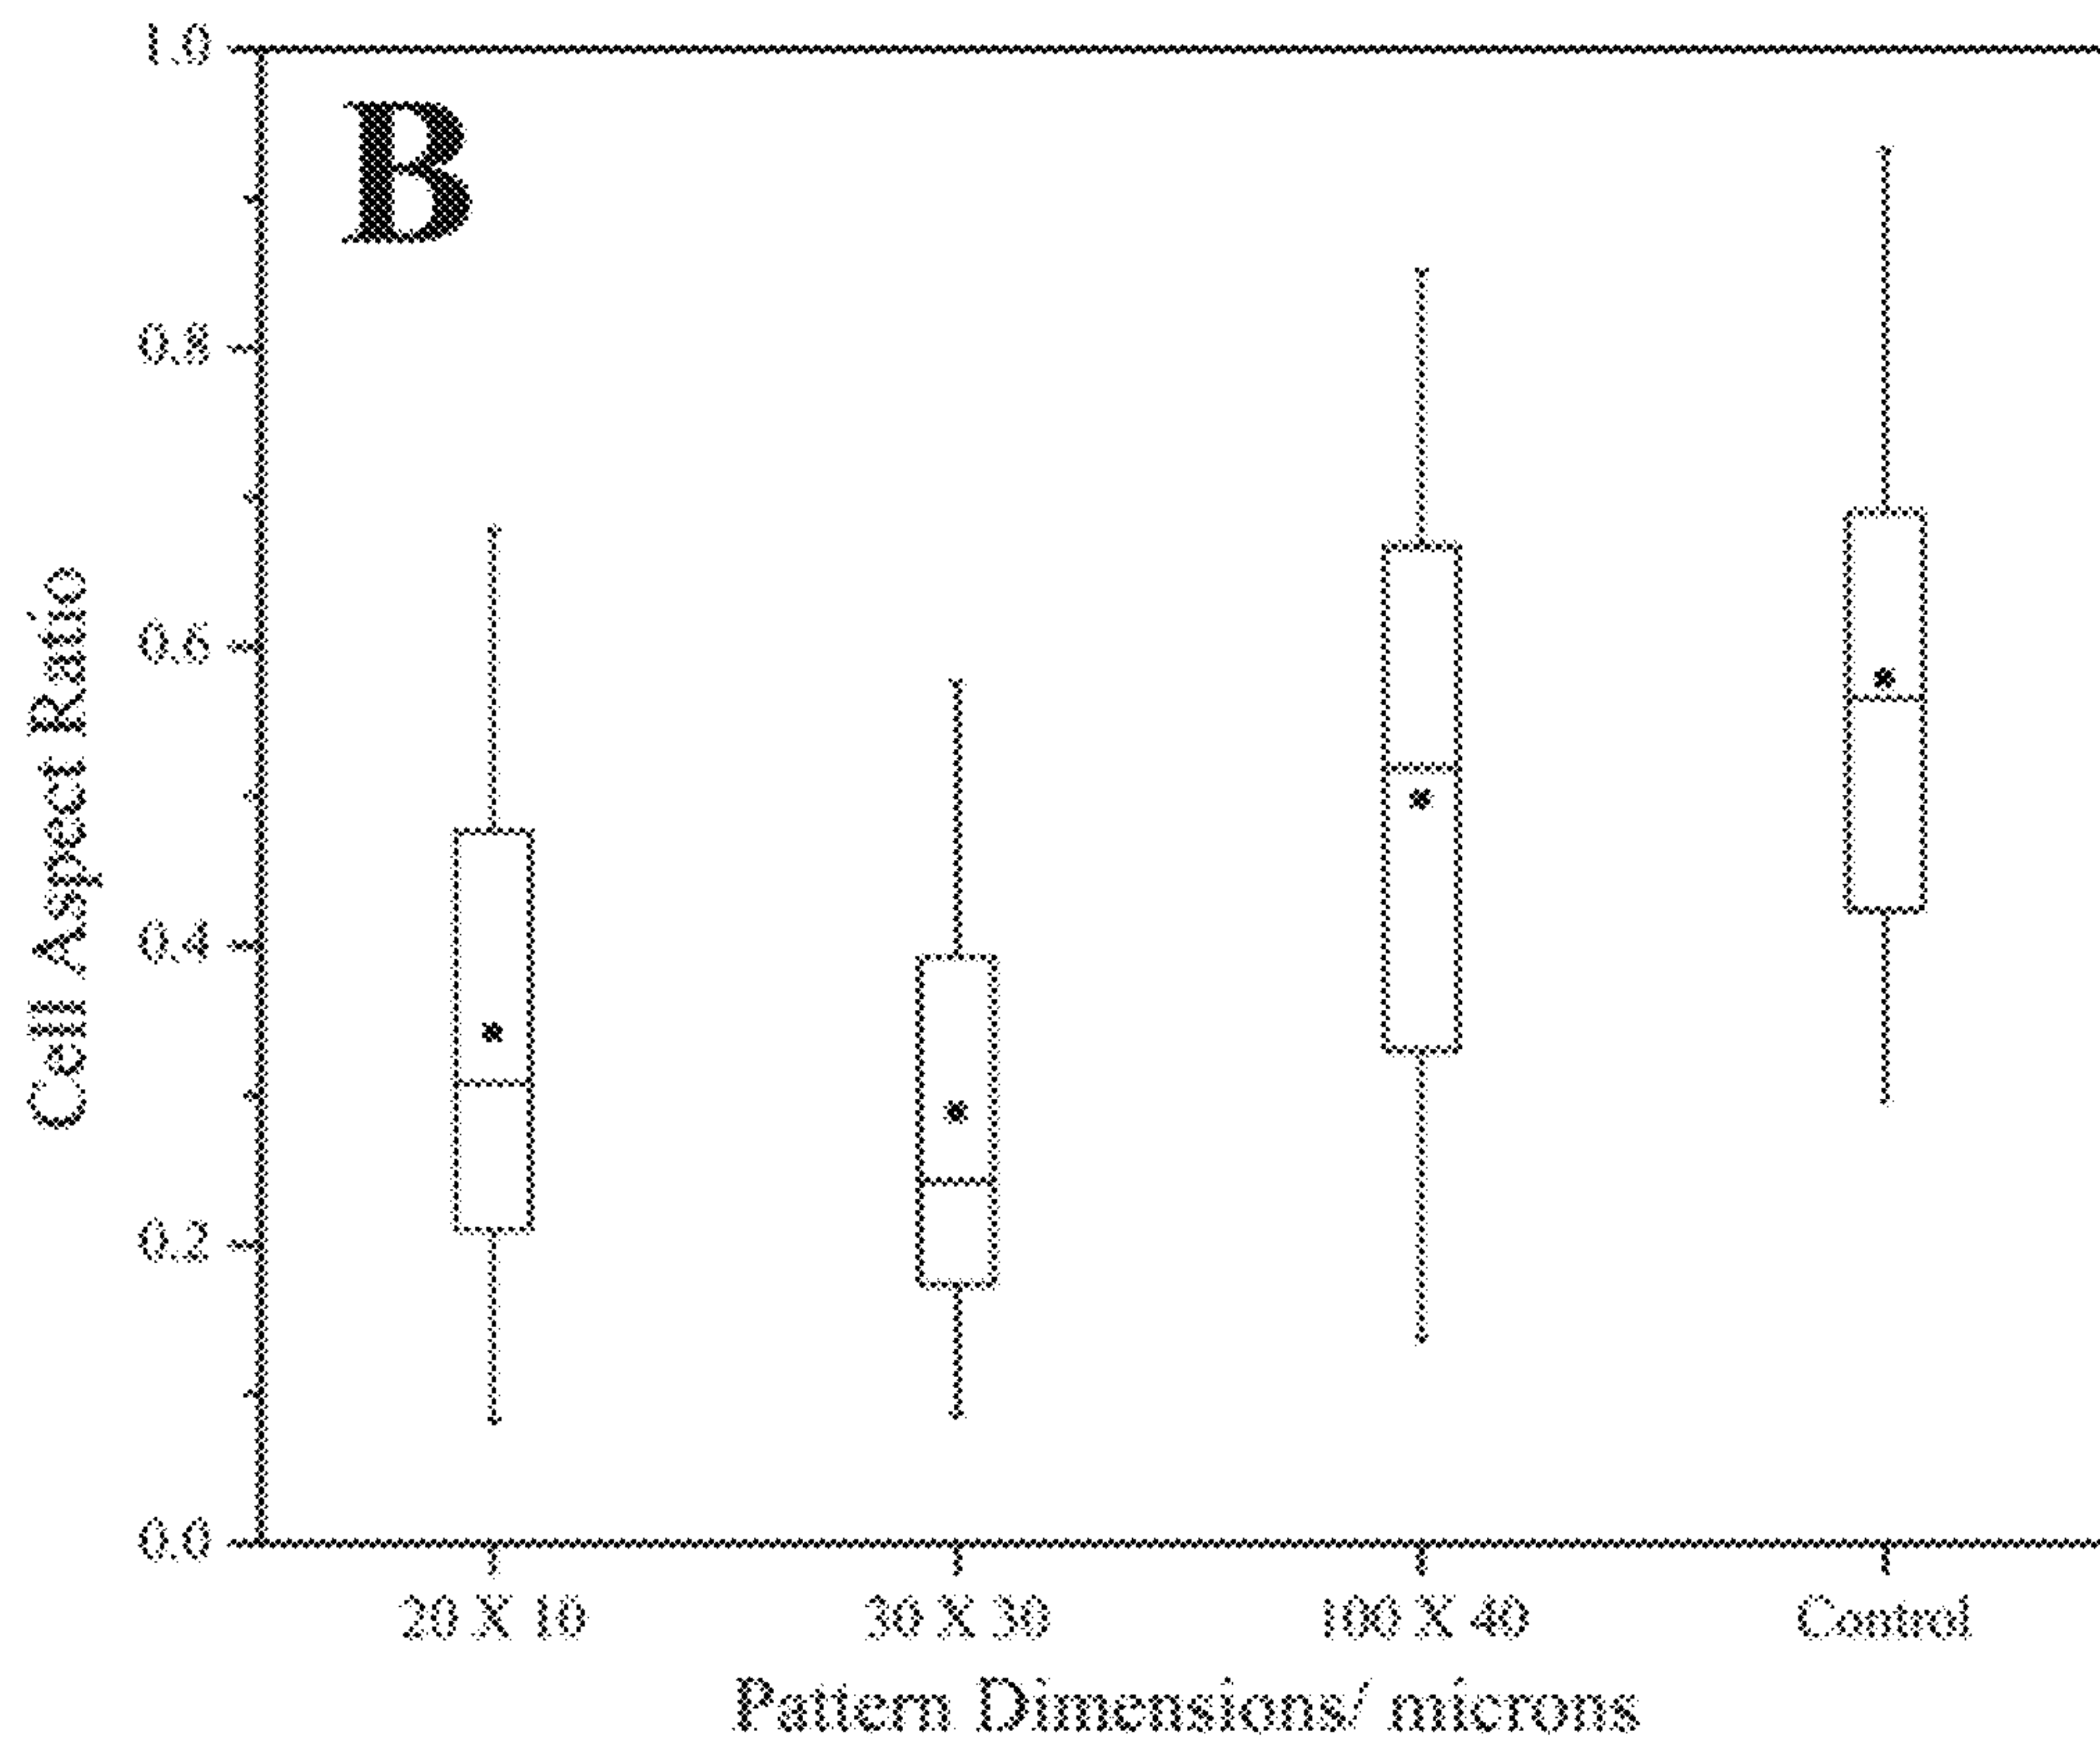 1.0
B
0.8
0.6
0.4
0.2
0.0
Cell Aspect Ratio
20 X 10
30 X 30
100 X 40
Control
Pattern Dimensions/ microns